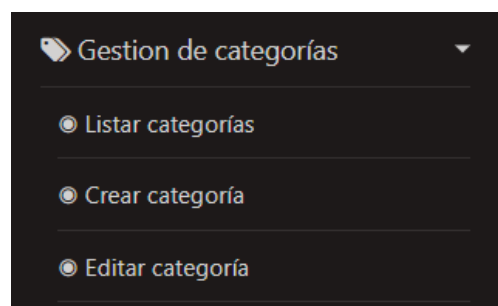 Gestion de categorías
Listar categorías
Crear categoría
Editar categoría